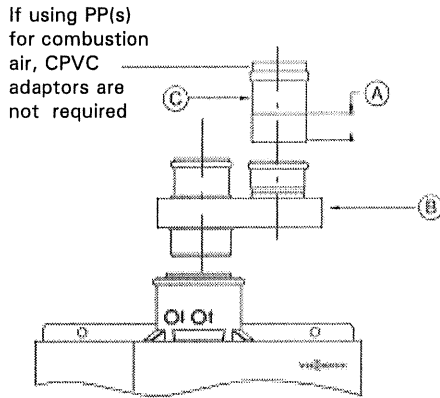 If using PP(s)
for combustion
air, CPVC
adaptors are
not required
A
C
B